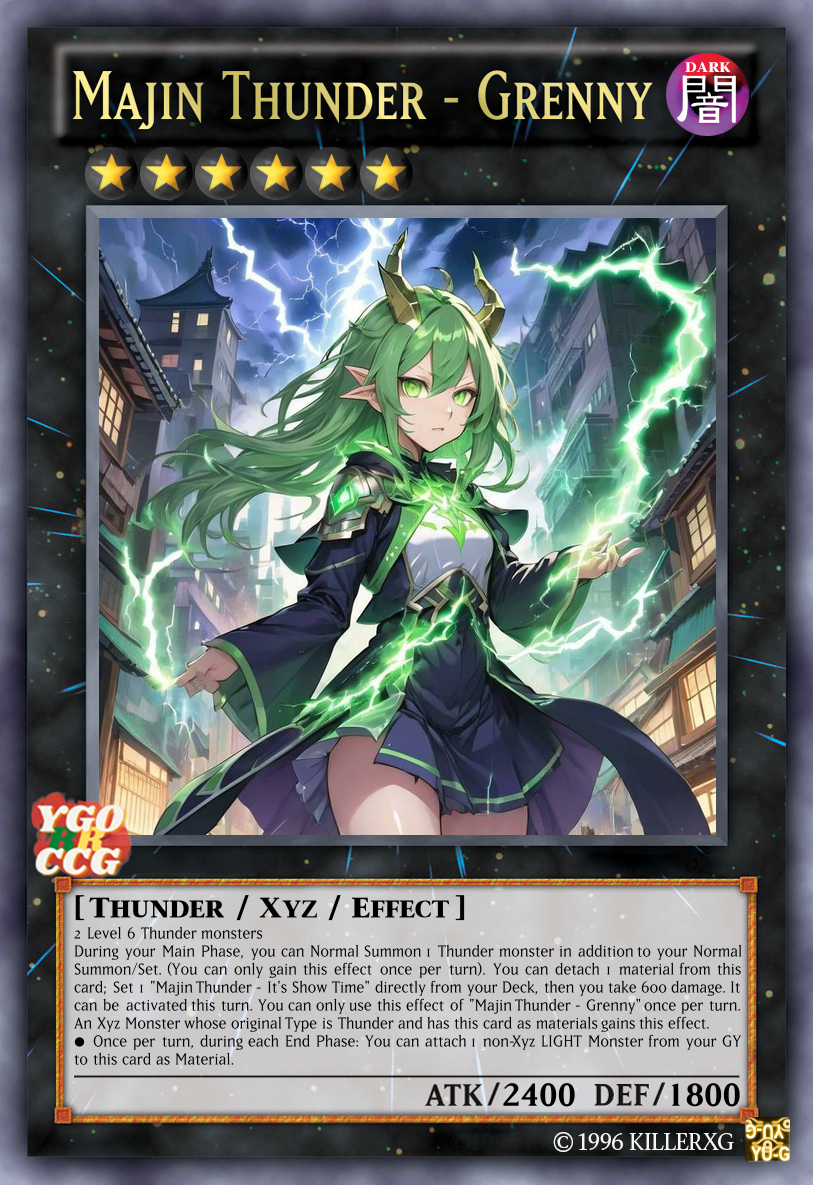 MAJIN THUNDER - GRENNY
DARK
闇
YGO
BR
CCG
[ THUNDER / XYZ / EFFECT ]
2 Level 6 Thunder monsters
During your Main Phase, you can Normal Summon 1 Thunder monster in addition to your Normal
Summon/Set. (You can only gain this effect once per turn). You can detach 1 material from this
card; Set 1 "Majin Thunder - It's Show Time" directly from your Deck, then you take 600 damage. It
can be activated this turn. You can only use this effect of "Majin Thunder - Grenny" once per turn.
An Xyz Monster whose original Type is Thunder and has this card as materials gains this effect.
● Once per turn, during each End Phase: You can attach 1 non-Xyz LIGHT Monster from your GY
to this card as Material.
ATK/2400 DEF/1800
© 1996 KILLERXG